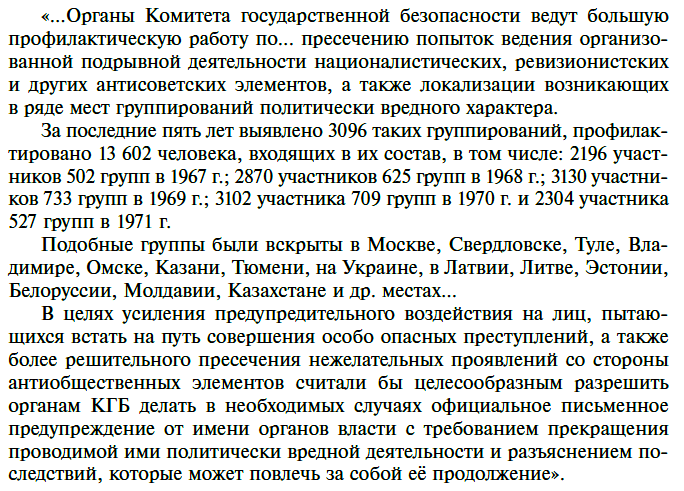 «...Органы Комитета государственной безопасности ведут большую
профилактическую работу по... пресечению попыток ведения организо-
ванной подрывной деятельности националистических, ревизионистских
и других антисоветских элементов, а также локализации возникающих
в ряде мест группирований политически вредного характера.
За последние пять лет выявлено 3096 таких группирований, профилак-
тировано 13 602 человека, входящих в их состав, в том числе: 2196 участ-
ников 502 групп в 1967 г.; 2870 участников 625 групп в 1968 г.; 3130 участни-
ков 733 групп в 1969 г.; 3102 участника 709 групп в 1970 г. и 2304 участника
527 групп в 1971 г.
Подобные группы были вскрыты в Москве, Свердловске, Туле, Вла-
димире, Омске, Казани, Тюмени, на Украине, в Латвии, Литве, Эстонии,
Белоруссии, Молдавии, Казахстане и др. местах...
В целях усиления предупредительного воздействия на лиц, пытаю-
щихся встать на путь совершения особо опасных преступлений, а также
более решительного пресечения нежелательных проявлений со стороны
антиобщественных элементов считали бы целесообразным разрешить
органам КГБ делать в необходимых случаях официальное письменное
предупреждение от имени органов власти с требованием прекращения
проводимой ими политически вредной деятельности и разъяснением по-
следствий, которые может повлечь за собой её продолжение».